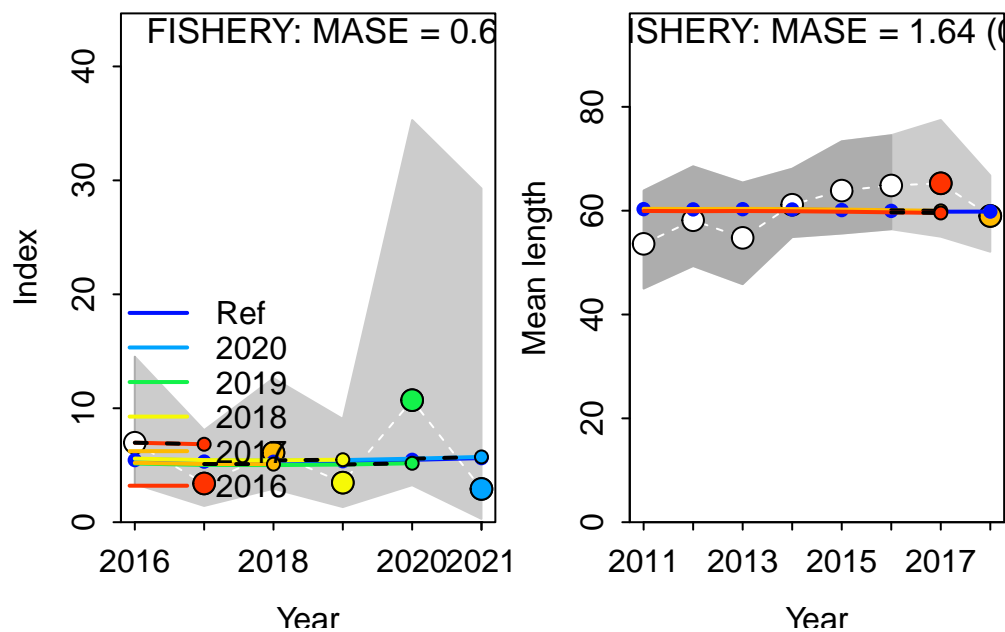 FISHERY: MASE = 0.6
Index
40
30
20
10
0
Ref
2020
2019
2018
2017
2016
2016 2018 2020 2021
Year
ISHERY: MASE = 1.64 (0
Mean length
80
60
40
20
0
2011 2013 2015 2017
Year